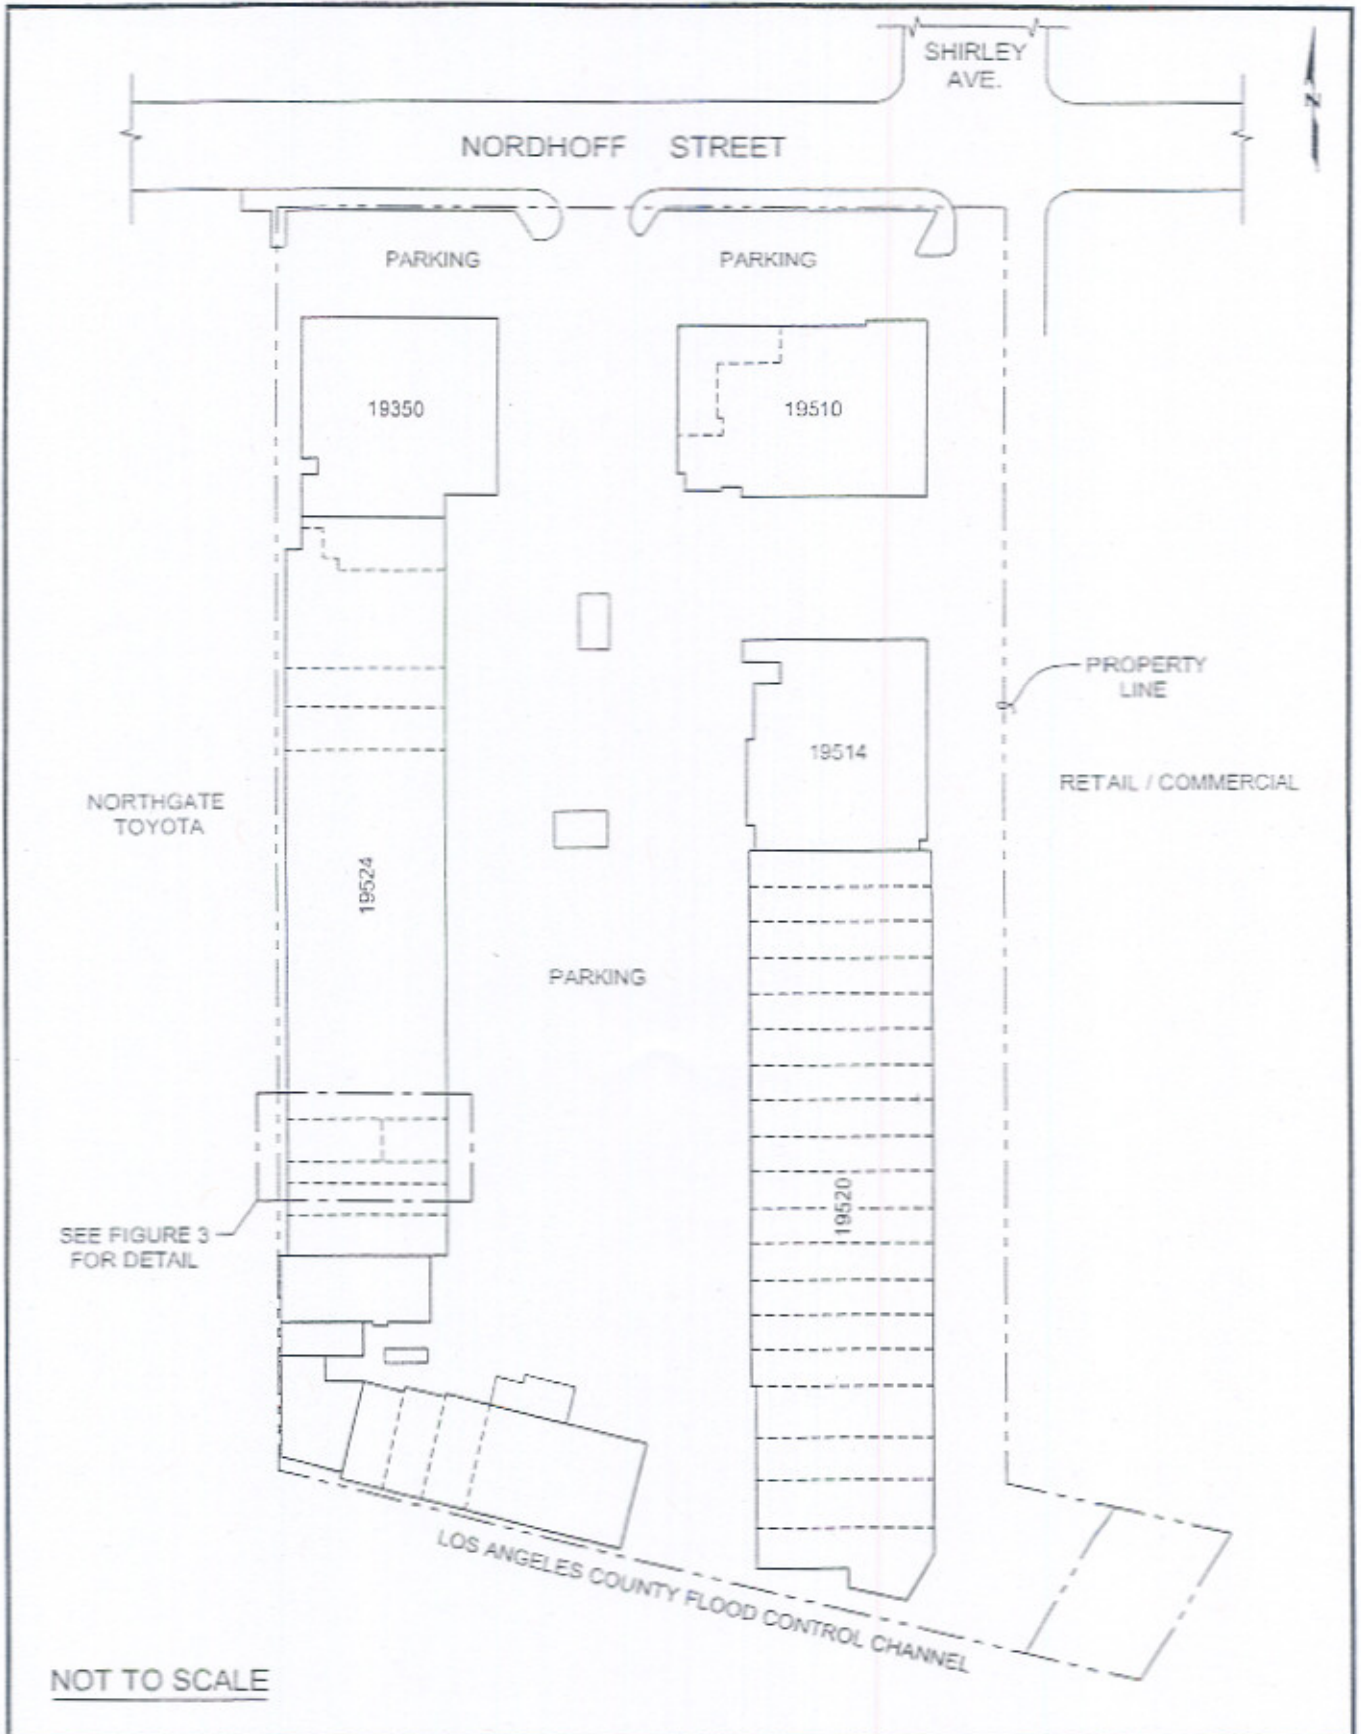 SHIRLEY
AVE.
N
NORDHOFF STREET
PARKING
PARKING
19350
19510
PROPERTY
LINE
19514
RETAIL / COMMERCIAL
NORTHGATE
TOYOTA
19524
PARKING
19520
SEE FIGURE 3
FOR DETAIL
LOS ANGELES COUNTY FLOOD CONTROL CHANNEL
NOT TO SCALE